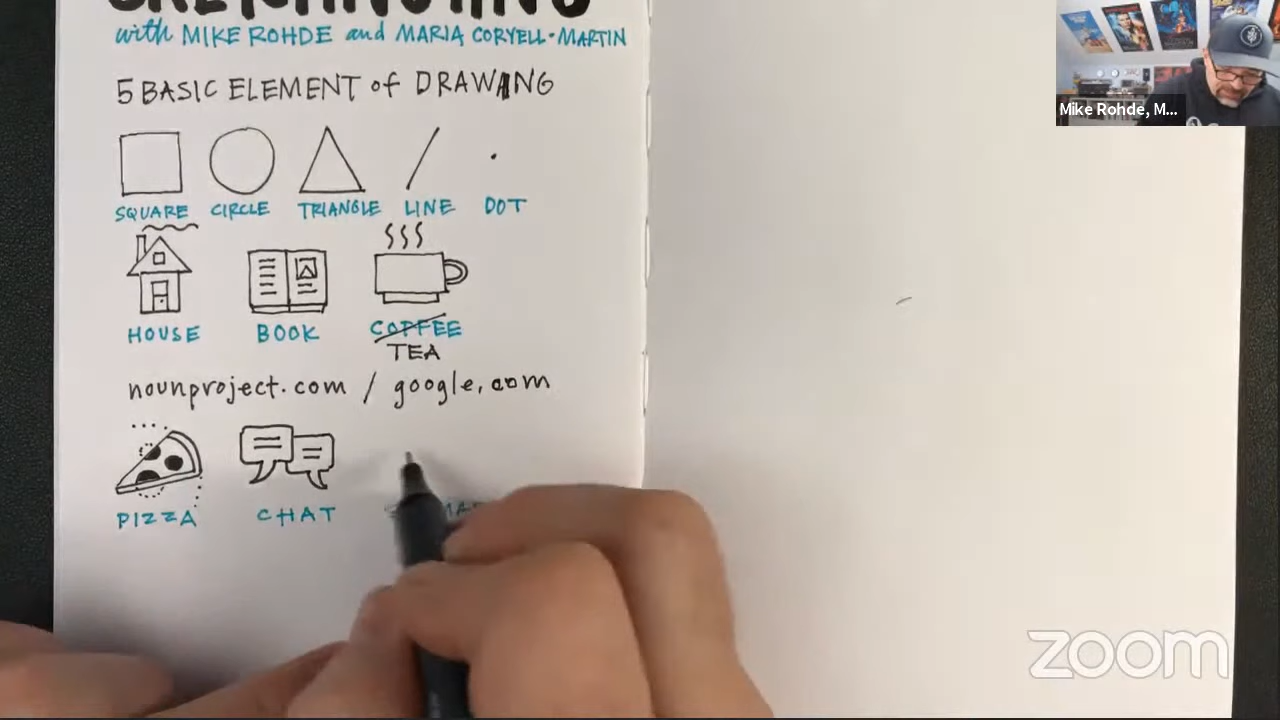 SKETCHNOTING
with MIKE ROHDE and MARIA CORYELL-MARTIN
5 BASIC ELEMENT of DRAWING
SQUARE CIRCLE TRIANGLE LINE DOT
HOUSE BOOK COFFEE
TEA
nounproject.com / google.com
PIZZA CHAT
Mike Rohde, M...
zoom